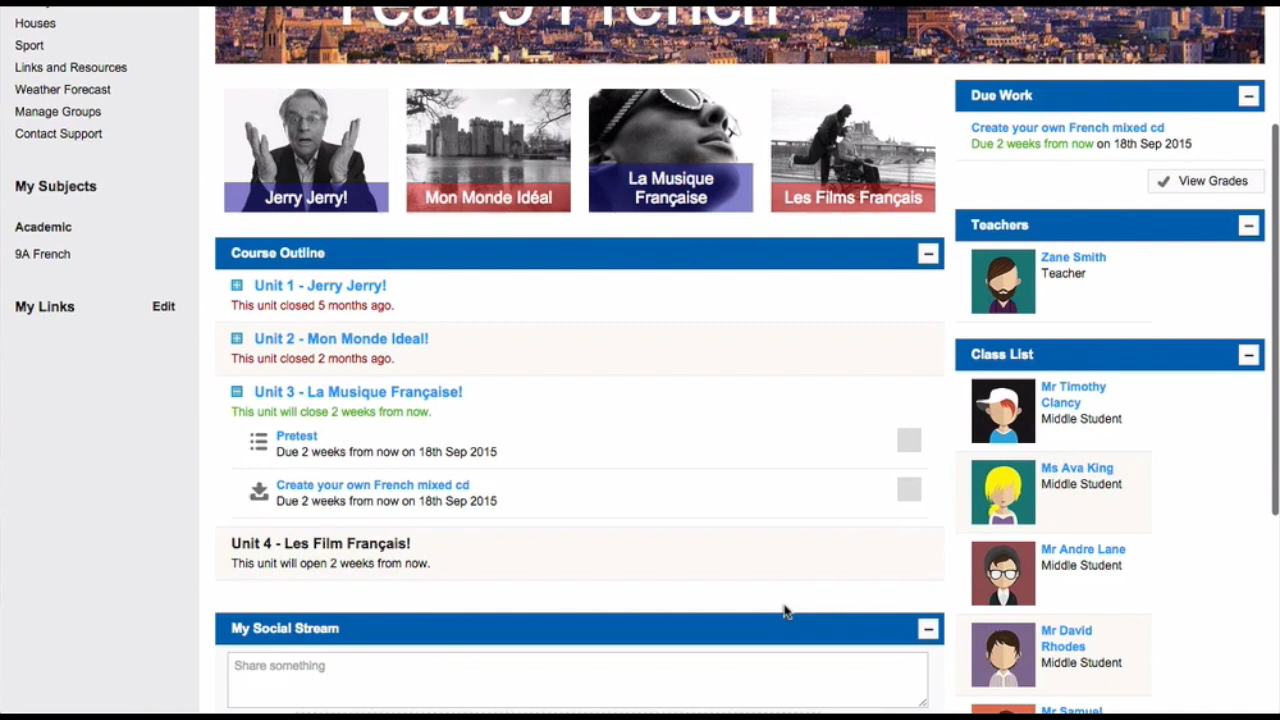 Houses
Sport
Links and Resources
Weather Forecast
Manage Groups
Contact Support
My Subjects
Academic
9A French
My Links
Edit
French
Jerry Jerry!
Mon Monde Idéal
La Musique
Française
Les Films Français
Course Outline
Unit 1 - Jerry Jerry!
This unit closed 5 months ago.
Unit 2 - Mon Monde Ideal!
This unit closed 2 months ago.
Unit 3 - La Musique Française!
This unit will close 2 weeks from now.
Pretest
Due 2 weeks from now on 18th Sep 2015
Create your own French mixed cd
Due 2 weeks from now on 18th Sep 2015
Unit 4 - Les Film Français!
This unit will open 2 weeks from now.
My Social Stream
Share something
Due Work
Create your own French mixed cd
Due 2 weeks from now on 18th Sep 2015
View Grades
Teachers
Zane Smith
Teacher
Class List
Mr Timothy
Clancy
Middle Student
Ms Ava King
Middle Student
Mr Andre Lane
Middle Student
Mr David
Rhodes
Middle Student
Mr Samuel